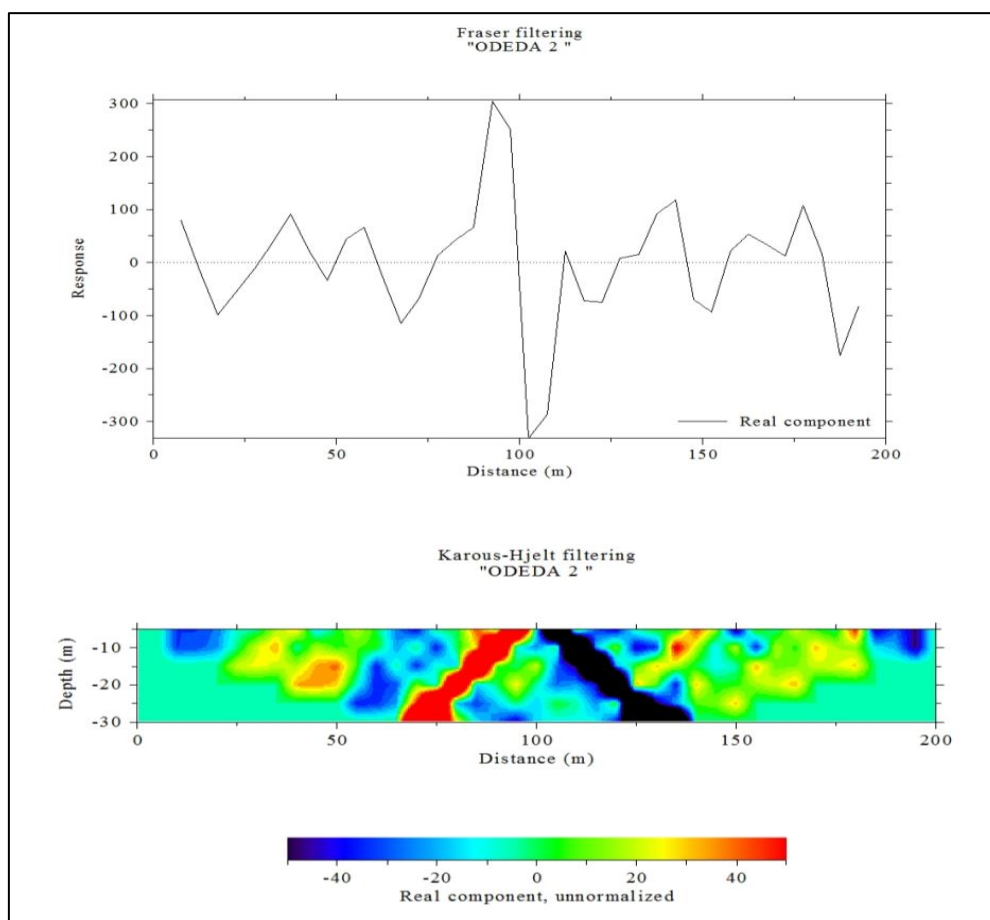 Fraser filtering
"ODEDA 2 "
300
200
100
0
-100
-200
-300
Response
Real component
0
50
100
150
200
Distance (m)
Karous-Hjelt filtering
"ODEDA 2 "
Depth (m)
-10
-20
-30
0
50
100
150
200
Distance (m)
-40
-20
0
20
40
Real component, unnormalized